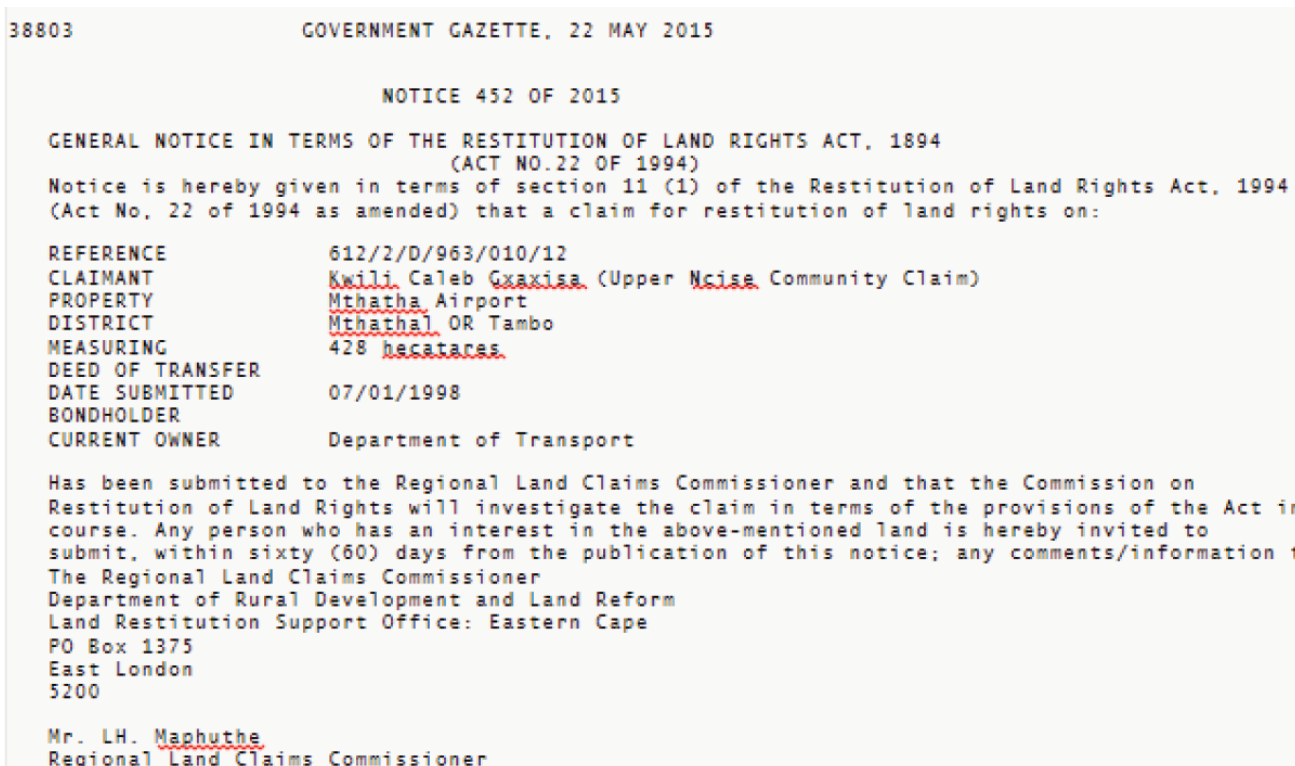 38803 GOVERNMENT GAZETTE, 22 MAY 2015
NOTICE 452 OF 2015
GENERAL NOTICE IN TERMS OF THE RESTITUTION OF LAND RIGHTS ACT, 1894
(ACT NO.22 OF 1994)
Notice is hereby given in terms of section 11 (1) of the Restitution of Land Rights Act, 1994
(Act No, 22 of 1994 as amended) that a claim for restitution of land rights on:
REFERENCE 612/2/D/963/010/12
CLAIMANT Kwili Caleb Gxaxisa (Upper Ncise Community Claim)
PROPERTY Mthatha Airport
DISTRICT Mthathal OR Tambo
MEASURING 428 hecatares
DEED OF TRANSFER
DATE SUBMITTED 07/01/1998
BONDHOLDER
CURRENT OWNER Department of Transport
Has been submitted to the Regional Land Claims Commissioner and that the Commission on
Restitution of Land Rights will investigate the claim in terms of the provisions of the Act in
course. Any person who has an interest in the above-mentioned land is hereby invited to
submit, within sixty (60) days from the publication of this notice; any comments/information
The Regional Land Claims Commissioner
Department of Rural Development and Land Reform
Land Restitution Support Office: Eastern Cape
PO Box 1375
East London
5200
Mr. LH. Maphuthe
Regional Land Claims Commissioner